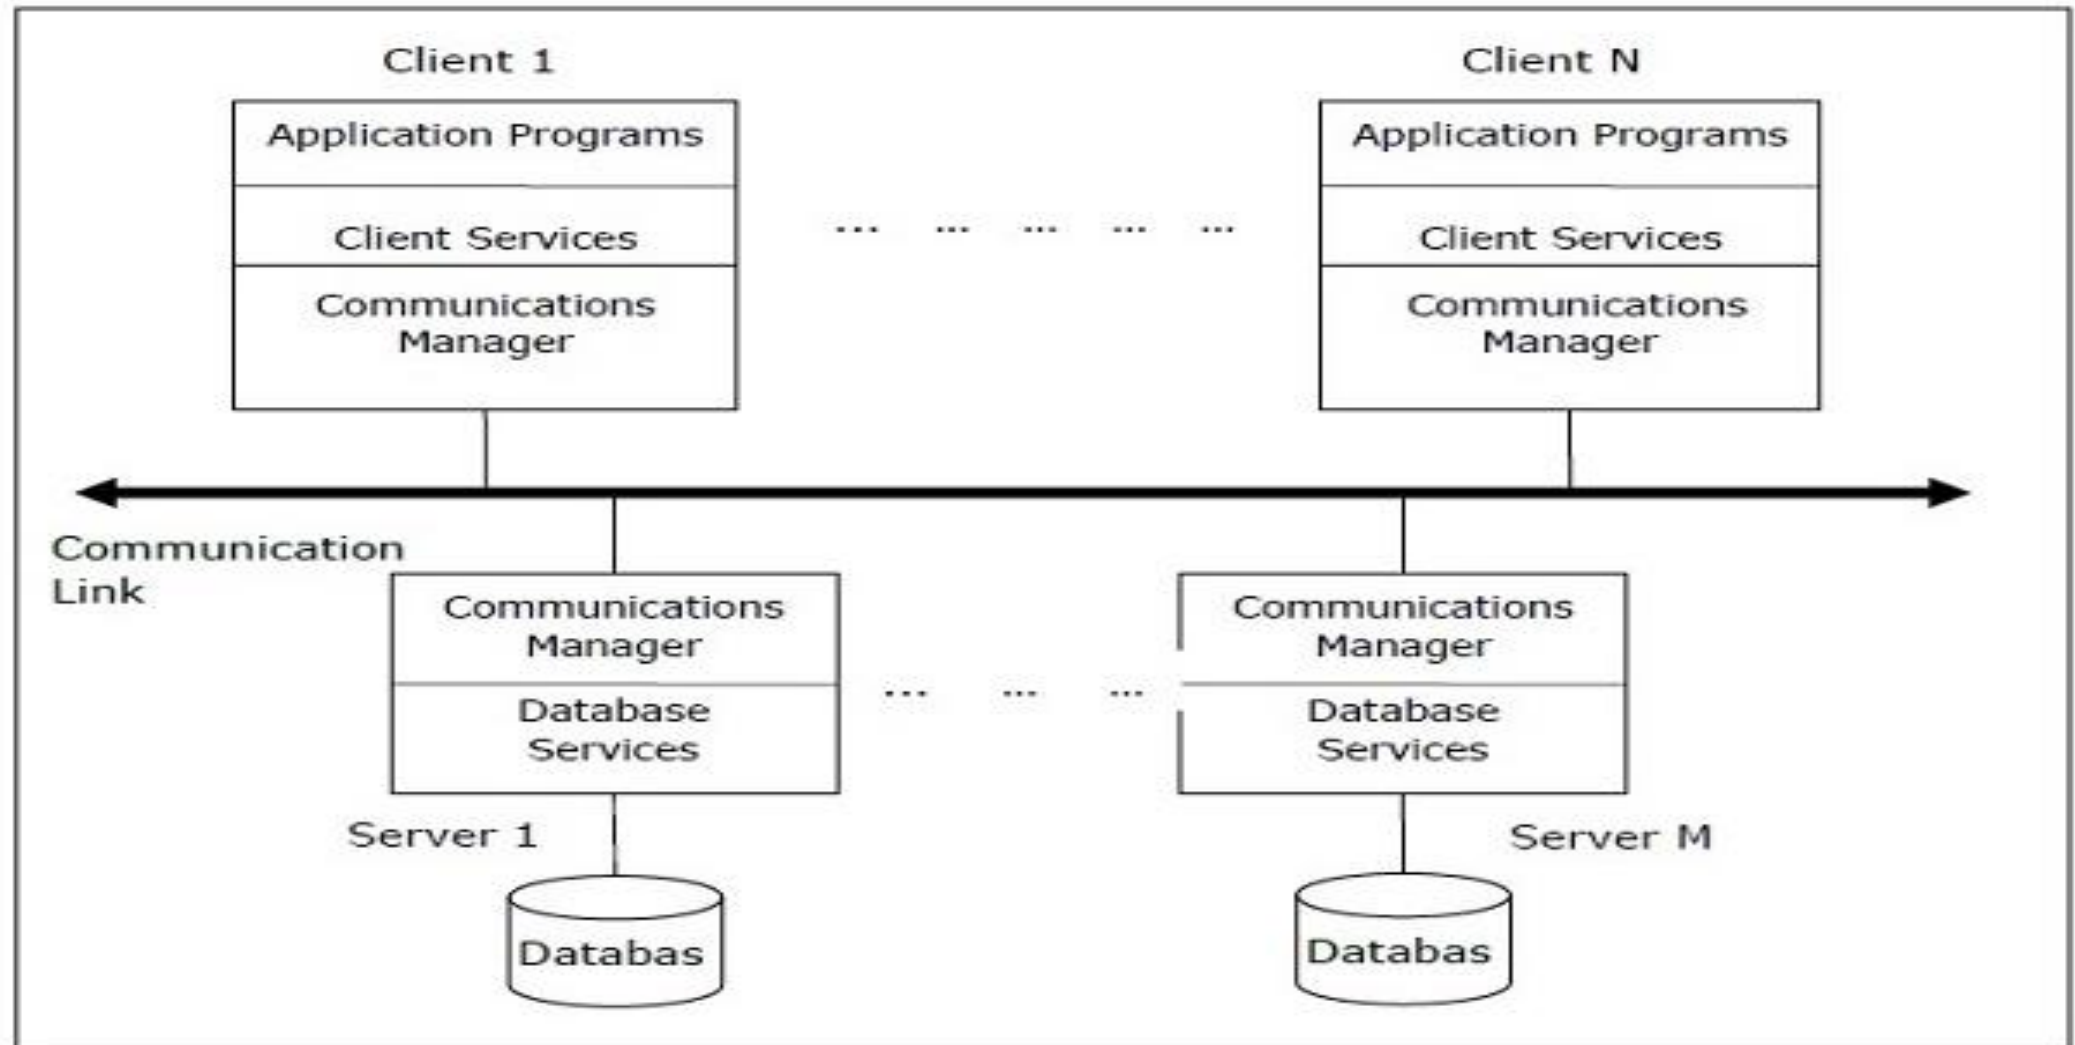 Client 1
Client N
Application Programs
Client Services
Communications
Manager
... ... ... ... ...
Application Programs
Client Services
Communications
Manager
Communication
Link
Communications
Manager
Database
Services
... ... ...
Communications
Manager
Database
Services
Server 1
Server M
Databas
Databas